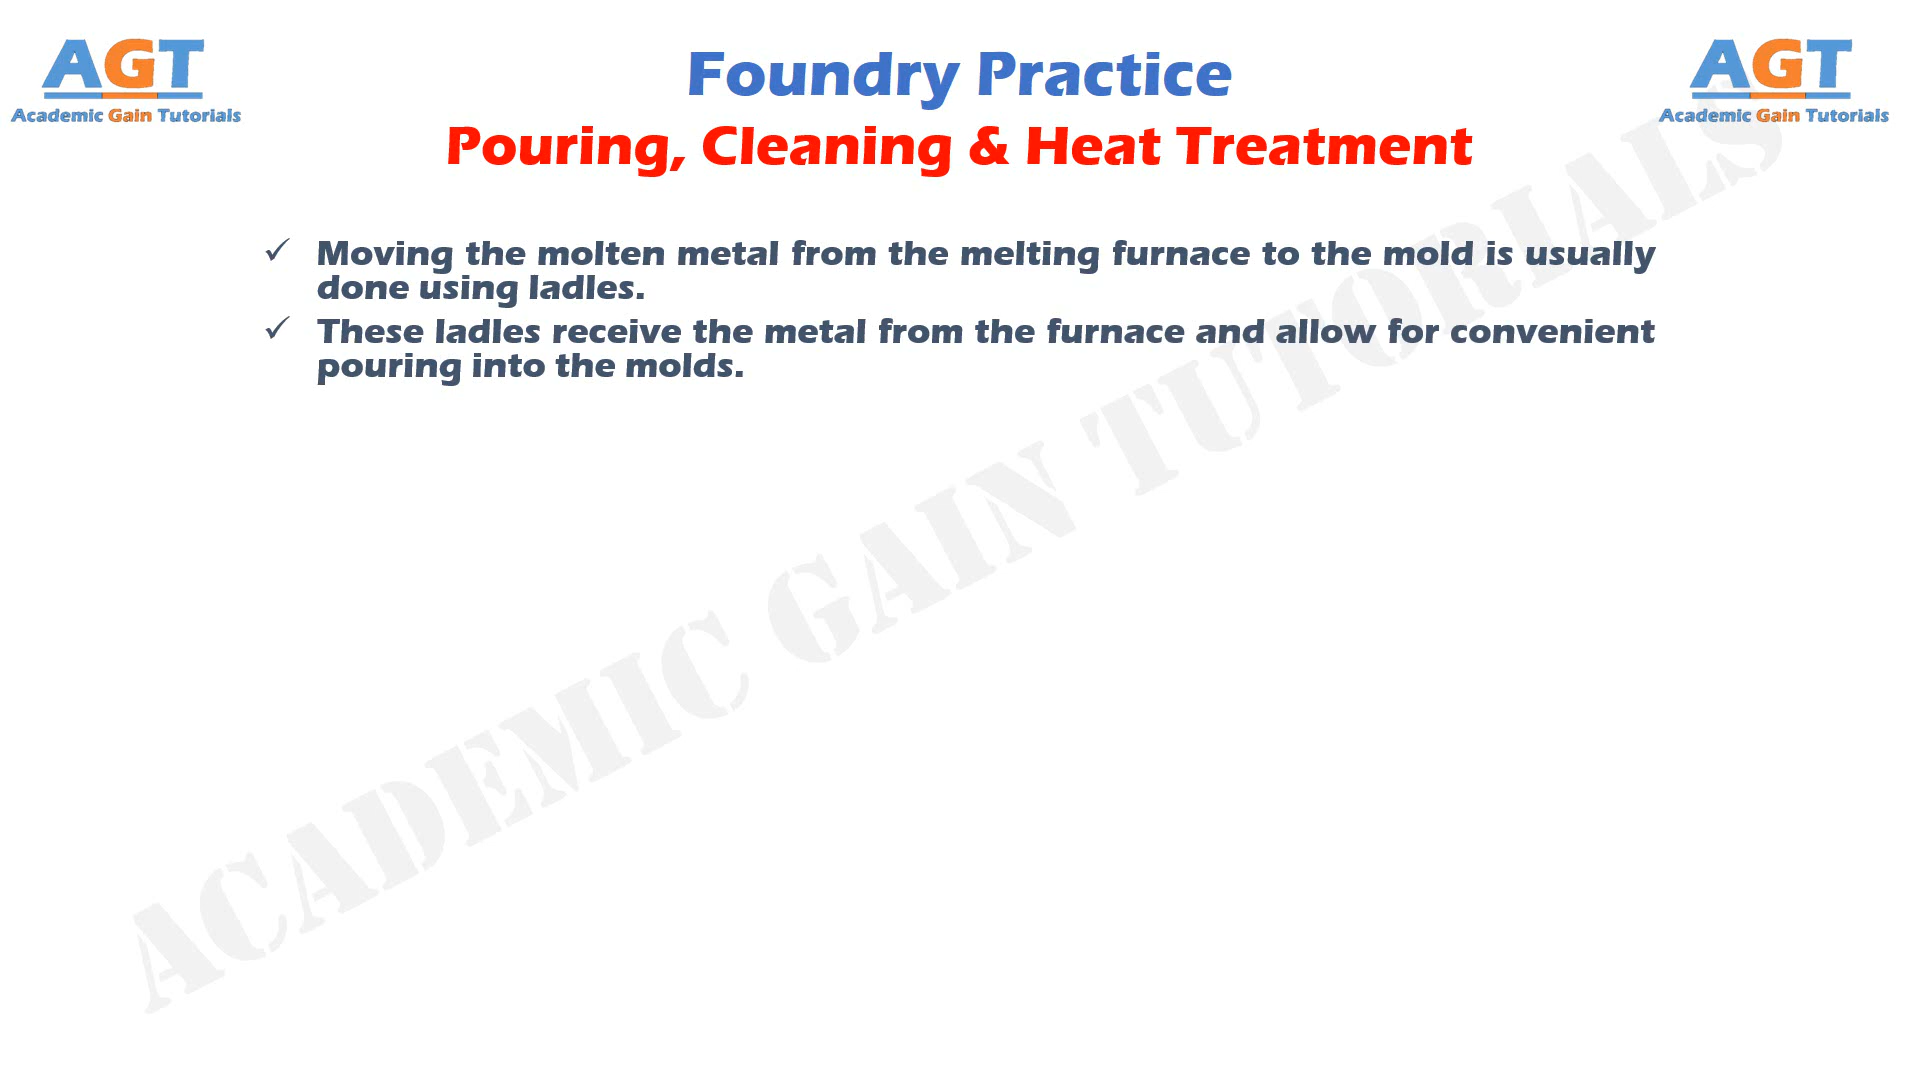 AGT
Academic Gain Tutorials
Foundry Practice
AGT
Academic Gain Tutorials
Pouring, Cleaning & Heat Treatment
✓ Moving the molten metal from the melting furnace to the mold is usually
done using ladles.
✓ These ladles receive the metal from the furnace and allow for convenient
pouring into the molds.
ACADEMIC GAIN TUTORIALS